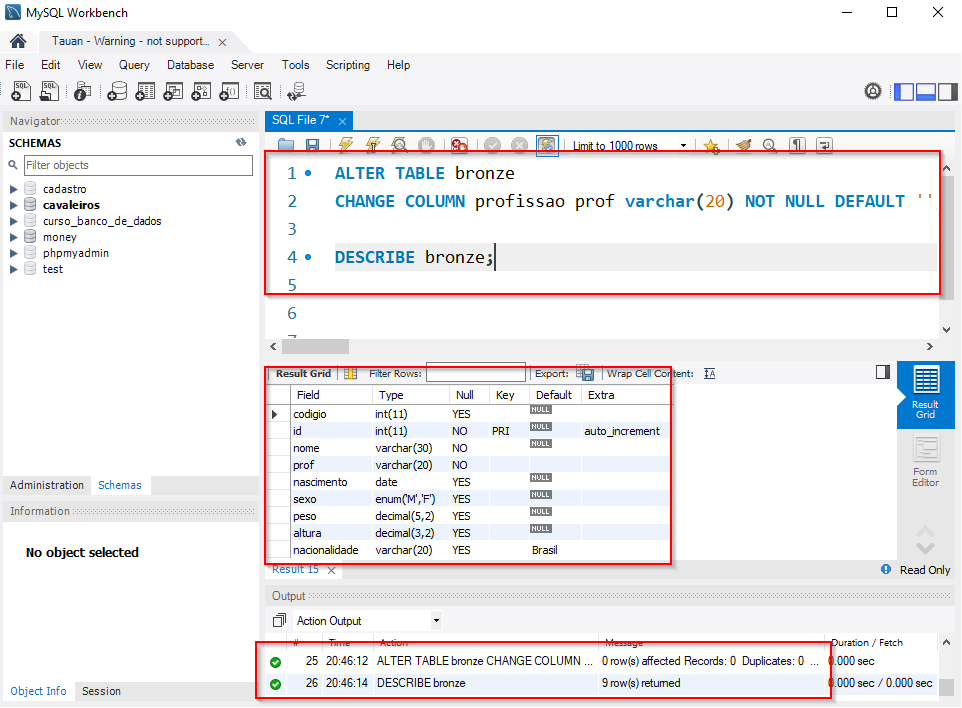 MySQL Workbench
Tauan - Warning - not support...
File Edit View Query Database Server Tools Scripting Help
Navigator
SCHEMAS
Filter objects
cadastro
cavaleiros
curso_banco_de_dados
money
phpmyadmin
test
Administration Schemas
Information
No object selected
Object Info Session
SQL File 7*
Limit to 1000 rows
1 ALTER TABLE bronze
2 CHANGE COLUMN profissao prof varchar(20) NOT NULL DEFAULT ''
3
4 DESCRIBE bronze;
5
6
7
Result Grid Filter Rows: Export: Wrap Cell Content:
Field Type Null Key Default Extra
codigio int(11) YES NULL
id int(11) NO PRI NULL auto_increment
nome varchar(30) NO NULL
prof varchar(20) NO
nascimento date YES NULL
sexo enum('M','F') YES NULL
peso decimal(5,2) YES NULL
altura decimal(3,2) YES NULL
nacionalidade varchar(20) YES Brasil
Result Grid
Form Editor
Result 15
Read Only
Output
Action Output
# Time Action Message Duration / Fetch
25 20:46:12 ALTER TABLE bronze CHANGE COLUMN ... 0 row(s) affected Records: 0 Duplicates: 0 ... 0.000 sec
26 20:46:14 DESCRIBE bronze 9 row(s) returned 0.000 sec / 0.000 sec